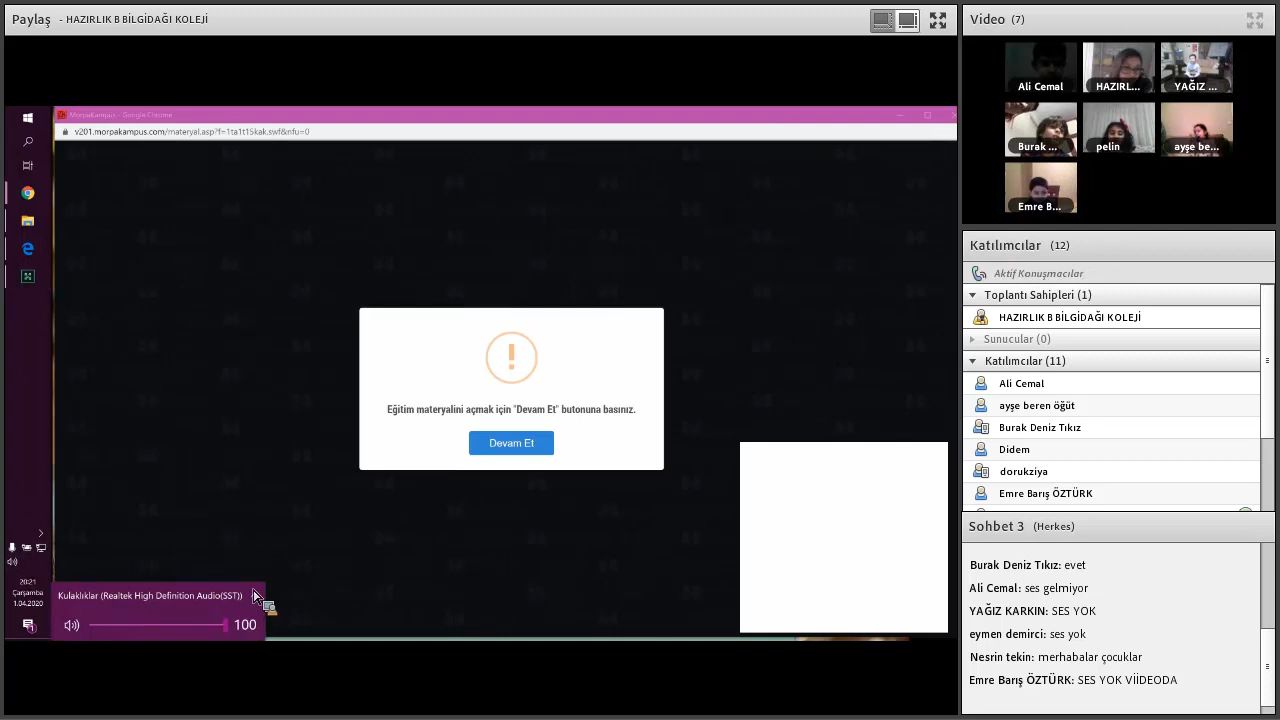 Paylaş - HAZIRLIK B BİLGİDAĞI KOLEJİ
MorpaKampus - Google Chrome
v201.morpakampus.com/materyal.asp?f=1ta1t15kak.swf&nfu=0
Eğitim materyalini açmak için "Devam Et" butonuna basınız.
Devam Et
20:21
Çarşamba
1.04.2020
Kulaklıklar (Realtek High Definition Audio(SST))
100
Video (7)
Ali Cemal
HAZIRL...
YAĞIZ ...
Burak ...
pelin
ayşe be...
Emre B...
Katılımcılar (12)
Aktif Konuşmacılar
Toplantı Sahipleri (1)
HAZIRLIK B BİLGİDAĞI KOLEJİ
Sunucular (0)
Katılımcılar (11)
Ali Cemal
ayşe beren öğüt
Burak Deniz Tıkız
Didem
dorukziya
Emre Barış ÖZTÜRK
Sohbet 3 (Herkes)
Burak Deniz Tıkız: evet
Ali Cemal: ses gelmiyor
YAĞIZ KARKIN: SES YOK
eymen demirci: ses yok
Nesrin tekin: merhabalar çocuklar
Emre Barış ÖZTÜRK: SES YOK VİİDEODA